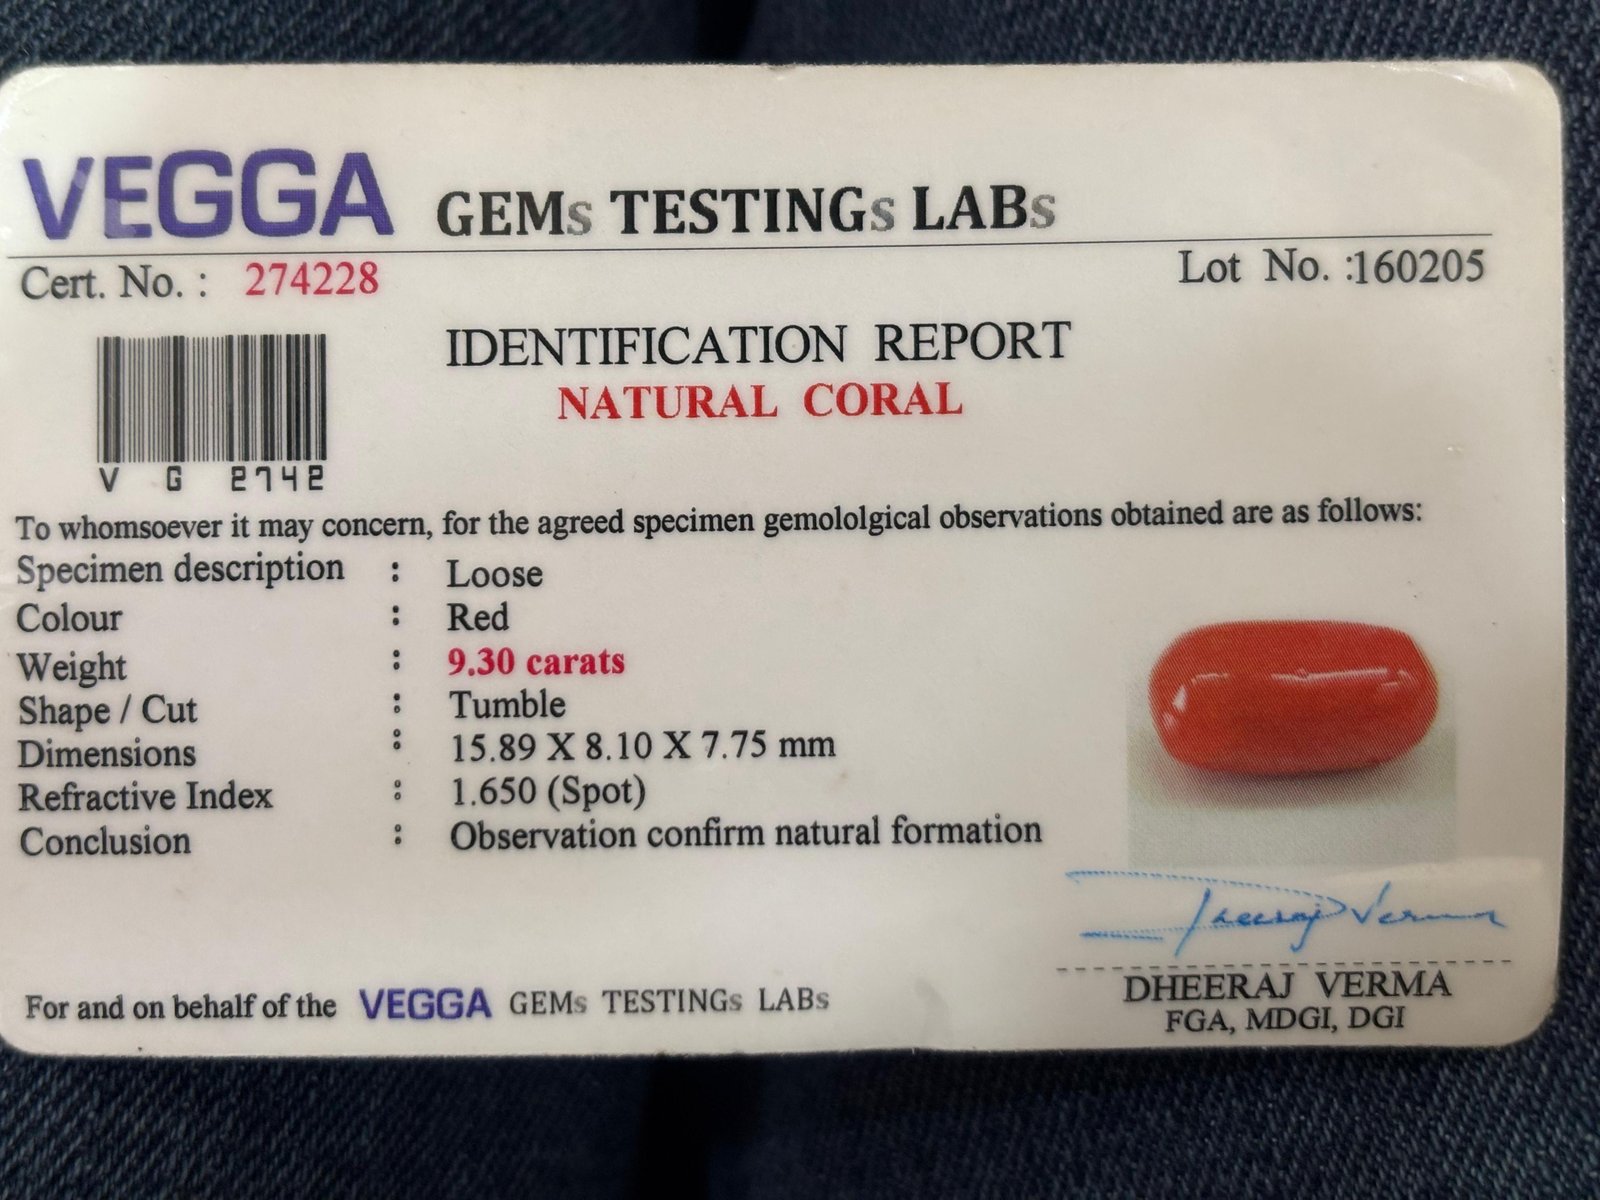 VEGGA GEMs TESTINGs LABs
Cert. No. : 274228 Lot No. :160205
IDENTIFICATION REPORT
NATURAL CORAL
V G 2742
To whomsoever it may concern, for the agreed specimen gemololgical observations obtained are as follows:
Specimen description : Loose
Colour : Red
Weight : 9.30 carats
Shape / Cut : Tumble
Dimensions : 15.89 X 8.10 X 7.75 mm
Refractive Index : 1.650 (Spot)
Conclusion : Observation confirm natural formation
Dheeraj Verma
DHEERAJ VERMA
FGA, MDGI, DGI
For and on behalf of the VEGGA GEMs TESTINGs LABs